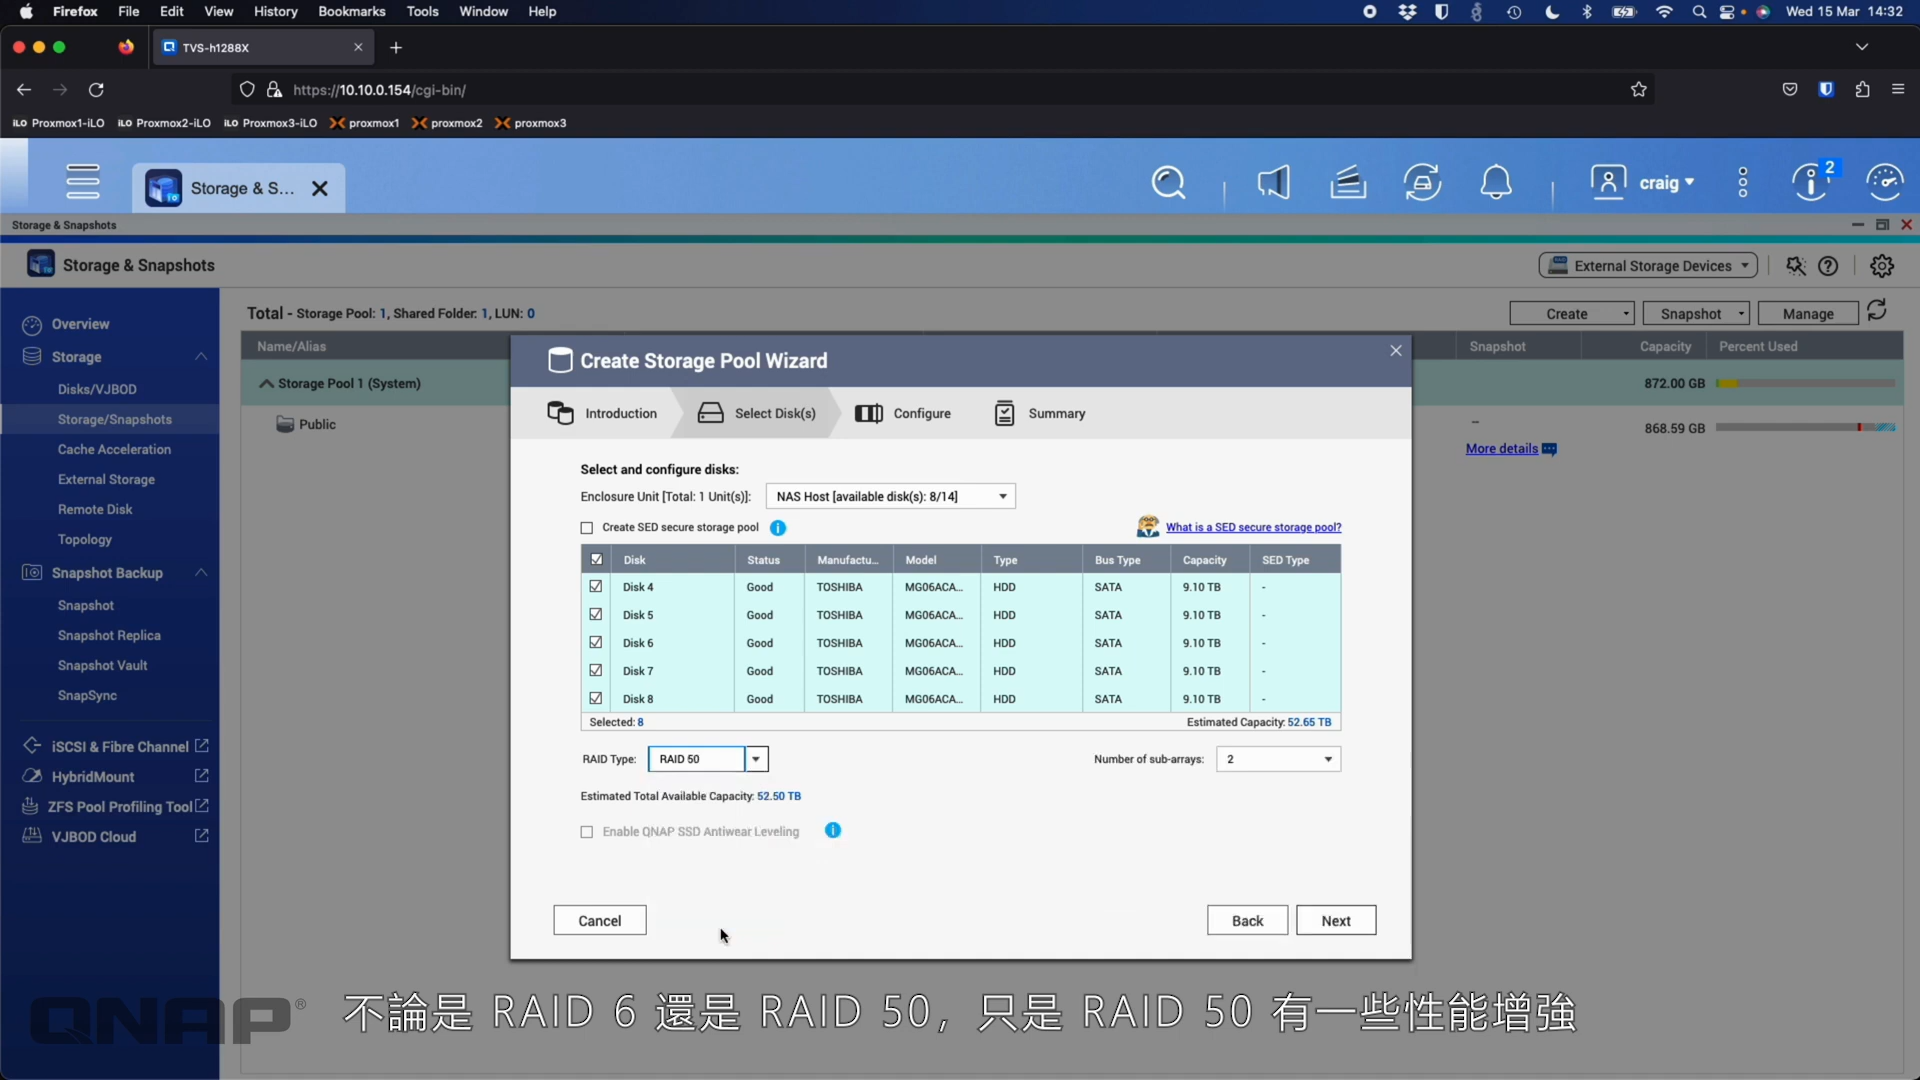 Firefox File Edit View History Bookmarks Tools Window Help Wed 15 Mar 14:32
TVS-h1288X
https://10.10.0.154/cgi-bin/
iLO Proxmox1-iLO iLO Proxmox2-iLO iLO Proxmox3-iLO proxmox1 proxmox2 proxmox3
Storage & S... craig 2
Storage & Snapshots
Storage & Snapshots External Storage Devices
Overview
Storage
Disks/VJBOD
Storage/Snapshots
Cache Acceleration
External Storage
Remote Disk
Topology
Snapshot Backup
Snapshot
Snapshot Replica
Snapshot Vault
SnapSync
iSCSI & Fibre Channel
HybridMount
ZFS Pool Profiling Tool
VJBOD Cloud
Total - Storage Pool: 1, Shared Folder: 1, LUN: 0 Create Snapshot Manage
Name/Alias Snapshot Capacity Percent Used
Storage Pool 1 (System) 872.00 GB
Public - 868.59 GB
More details
Create Storage Pool Wizard
Introduction Select Disk(s) Configure Summary
Select and configure disks:
Enclosure Unit [Total: 1 Unit(s)]: NAS Host [available disk(s): 8/14]
Create SED secure storage pool What is a SED secure storage pool?
Disk Status Manufactu... Model Type Bus Type Capacity SED Type
Disk 4 Good TOSHIBA MG06ACA... HDD SATA 9.10 TB -
Disk 5 Good TOSHIBA MG06ACA... HDD SATA 9.10 TB -
Disk 6 Good TOSHIBA MG06ACA... HDD SATA 9.10 TB -
Disk 7 Good TOSHIBA MG06ACA... HDD SATA 9.10 TB -
Disk 8 Good TOSHIBA MG06ACA... HDD SATA 9.10 TB -
Selected: 8 Estimated Capacity: 52.65 TB
RAID Type: RAID 50 Number of sub-arrays: 2
Estimated Total Available Capacity: 52.50 TB
Enable QNAP SSD Antiwear Leveling
Cancel Back Next
QNAP®
不論是 RAID 6 還是 RAID 50, 只是 RAID 50 有一些性能增強